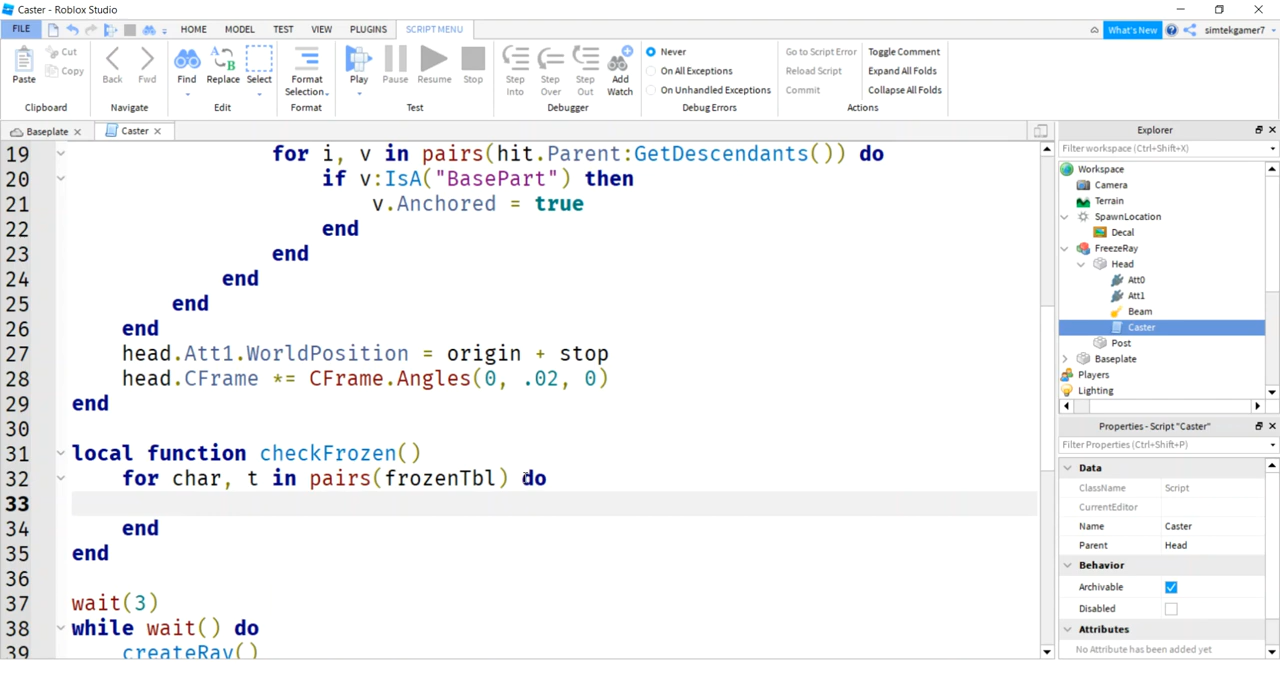 Caster - Roblox Studio
FILE HOME MODEL TEST VIEW PLUGINS SCRIPT MENU What's New simtekgamer7
Paste Cut Copy Back Fwd Find Replace Select Format Selection Play Pause Resume Stop Step Into Step Over Step Out Add Watch Never On All Exceptions On Unhandled Exceptions Go to Script Error Reload Script Commit Toggle Comment Expand All Folds Collapse All Folds
Clipboard Navigate Edit Format Test Debugger Debug Errors Actions
Baseplate Caster
19 for i, v in pairs(hit.Parent:GetDescendants()) do
20 if v:IsA("BasePart") then
21 v.Anchored = true
22 end
23 end
24 end
25 end
26 end
27 head.Att1.WorldPosition = origin + stop
28 head.CFrame *= CFrame.Angles(0, .02, 0)
29 end
30
31 local function checkFrozen()
32 for char, t in pairs(frozenTbl) do
33
34 end
35 end
36
37 wait(3)
38 while wait() do
39 createRay()
Explorer
Filter workspace (Ctrl+Shift+X)
Workspace
Camera
Terrain
SpawnLocation
Decal
FreezeRay
Head
Att0
Att1
Beam
Caster
Post
Baseplate
Players
Lighting
Properties - Script "Caster"
Filter Properties (Ctrl+Shift+P)
Data
ClassName Script
CurrentEditor
Name Caster
Parent Head
Behavior
Archivable
Disabled
Attributes
No Attribute has been added yet